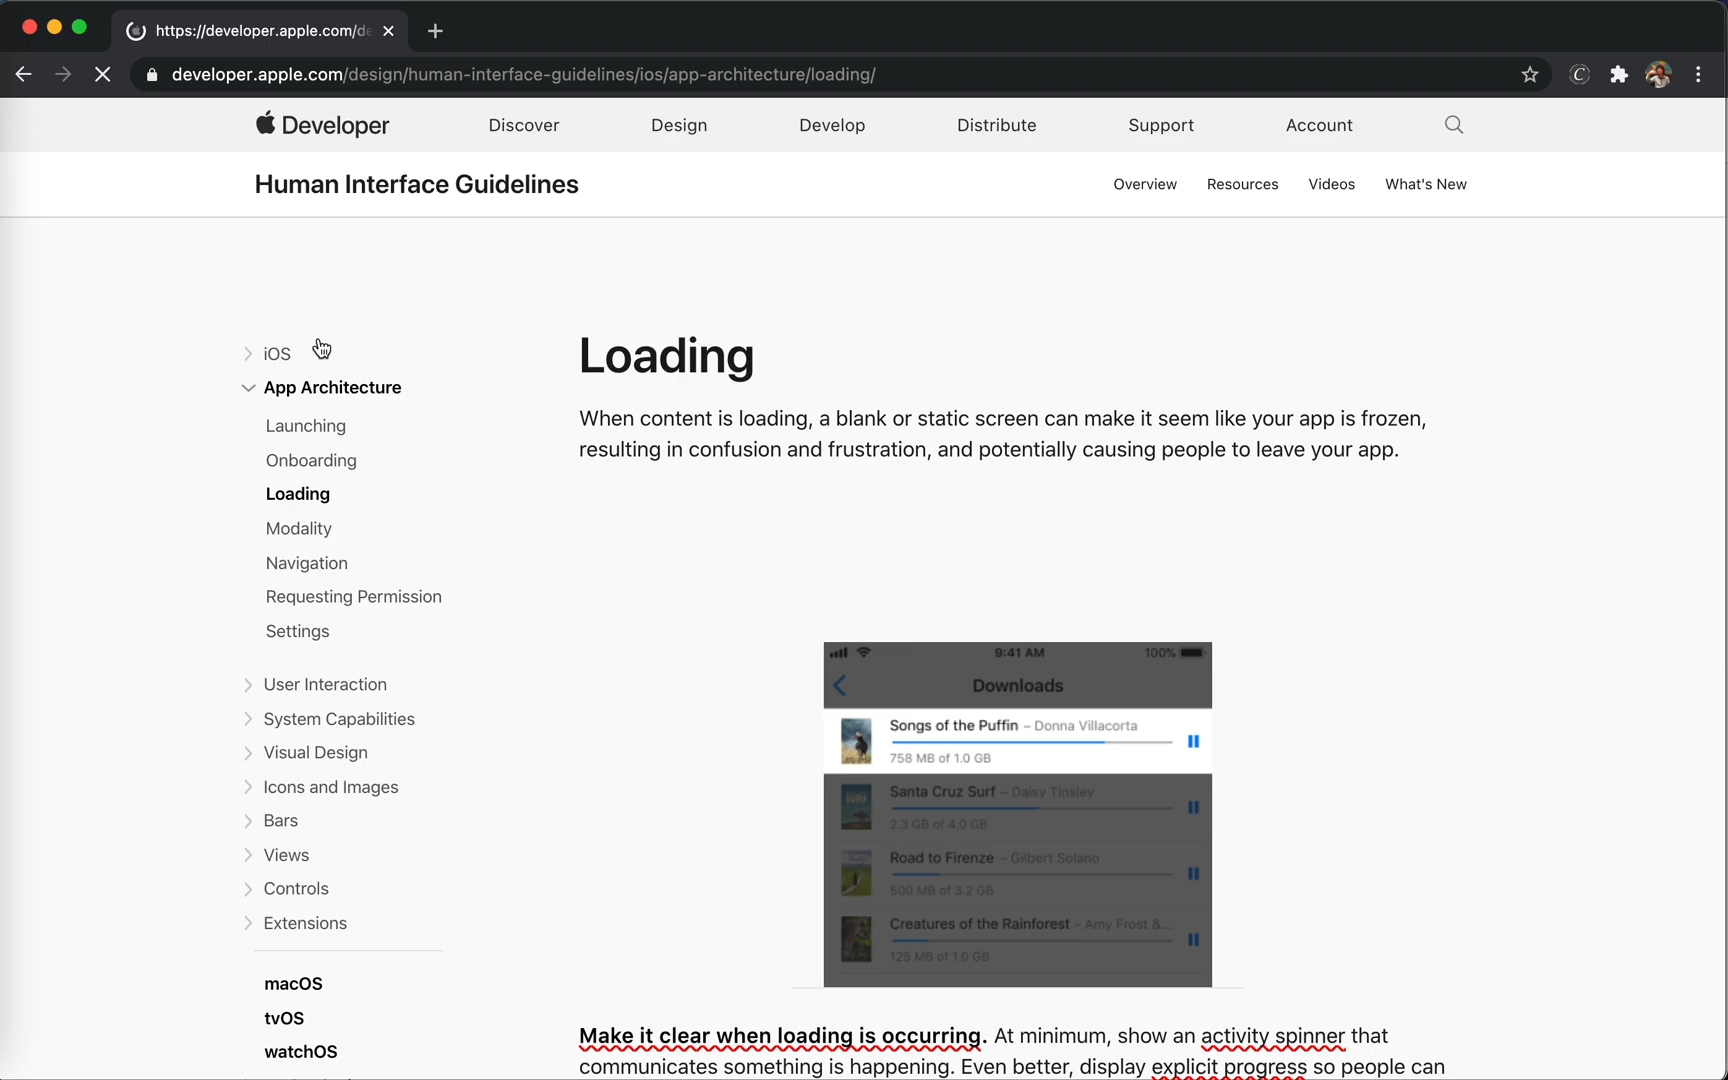 https://developer.apple.com/de
developer.apple.com/design/human-interface-guidelines/ios/app-architecture/loading/
Developer Discover Design Develop Distribute Support Account
Human Interface Guidelines Overview Resources Videos What's New
iOS
App Architecture
Launching
Onboarding
Loading
Modality
Navigation
Requesting Permission
Settings
User Interaction
System Capabilities
Visual Design
Icons and Images
Bars
Views
Controls
Extensions
macOS
tvOS
watchOS
Loading
When content is loading, a blank or static screen can make it seem like your app is frozen,
resulting in confusion and frustration, and potentially causing people to leave your app.
9:41 AM 100%
Downloads
Songs of the Puffin – Donna Villacorta
758 MB of 1.0 GB
Santa Cruz Surf – Daisy Tinsley
2.3 GB of 4.0 GB
Road to Firenze – Gilbert Solano
500 MB of 3.2 GB
Creatures of the Rainforest – Amy Frost &...
125 MB of 1.0 GB
Make it clear when loading is occurring. At minimum, show an activity spinner that
communicates something is happening. Even better, display explicit progress so people can